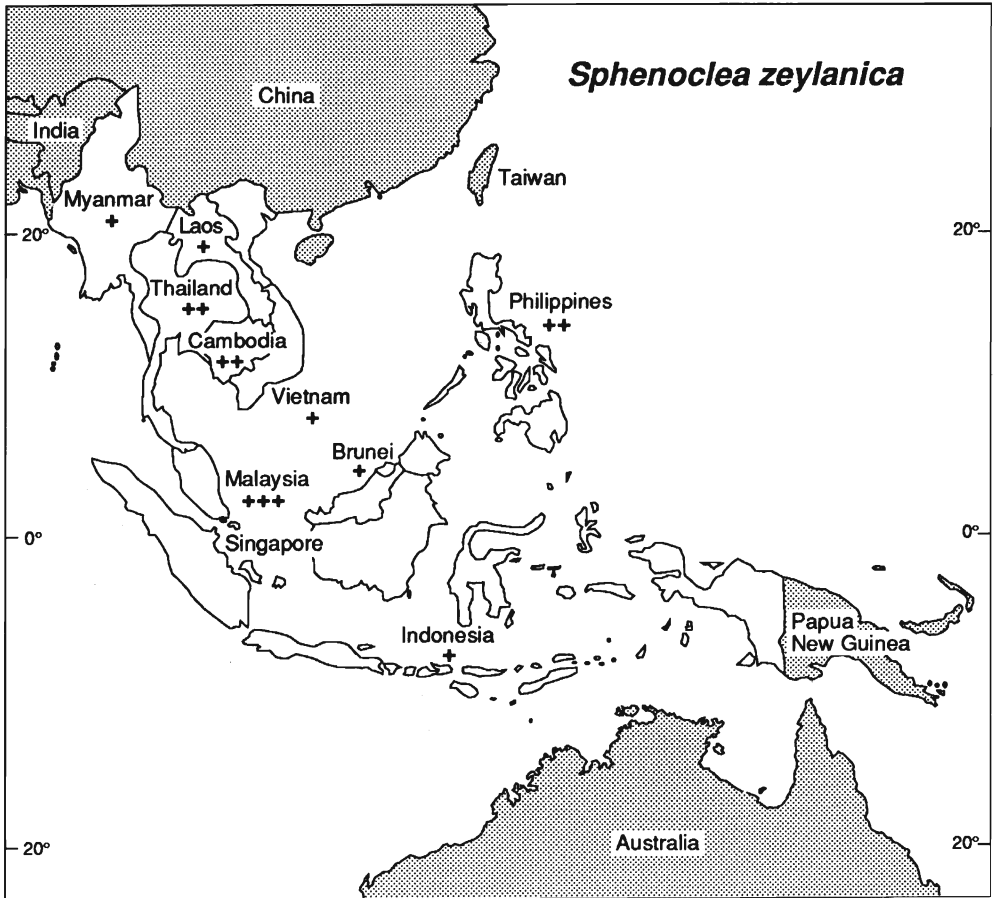 Sphenoclea zeylanica
China
India
Taiwan
Myanmar
+
Laos
+
20°
20°
Thailand
++
Philippines
++
Cambodia
++
Vietnam
+
Brunei
+
Malaysia
+++
0°
0°
Singapore
Indonesia
+
Papua
New Guinea
20°
20°
Australia